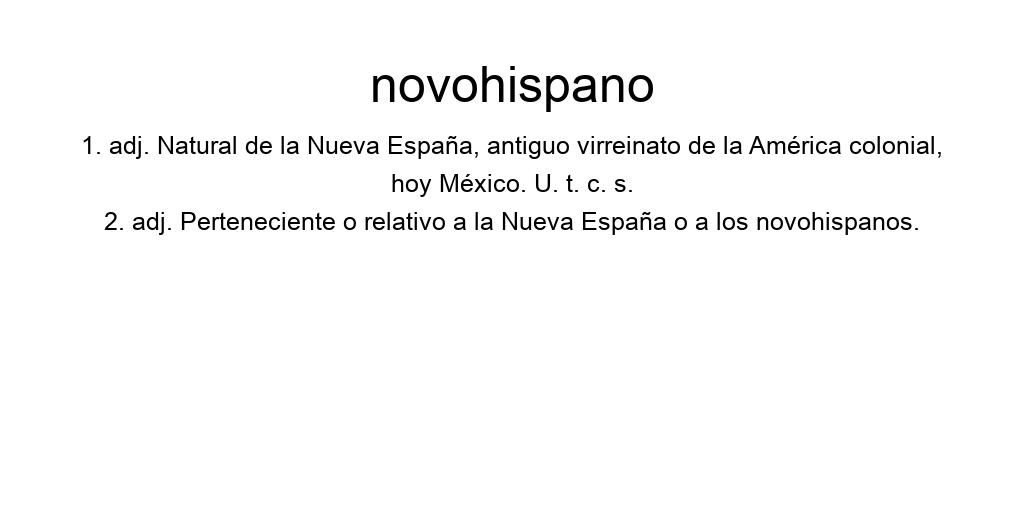 novohispano
1. adj. Natural de la Nueva España, antiguo virreinato de la América colonial,
hoy México. U. t. c. s.
2. adj. Perteneciente o relativo a la Nueva España o a los novohispanos.